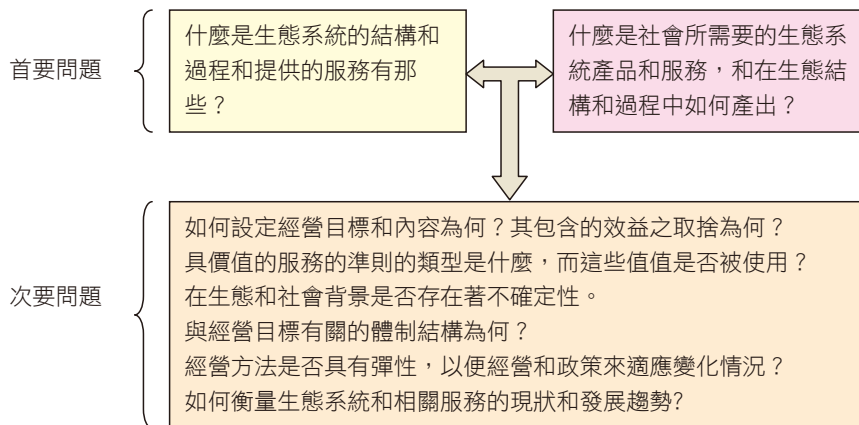 首要問題
什麼是生態系統的結構和
過程和提供的服務有那
些？
什麼是社會所需要的生態系
統產品和服務，和在生態結
構和過程中如何產出？
次要問題
如何設定經營目標和內容為何？其包含的效益之取捨為何？
具價值的服務的準則的類型是什麼，而這些值值是否被使用？
在生態和社會背景是否存在著不確定性。
與經營目標有關的體制結構為何？
經營方法是否具有彈性，以便經營和政策來適應變化情況？
如何衡量生態系統和相關服務的現狀和發展趨勢?